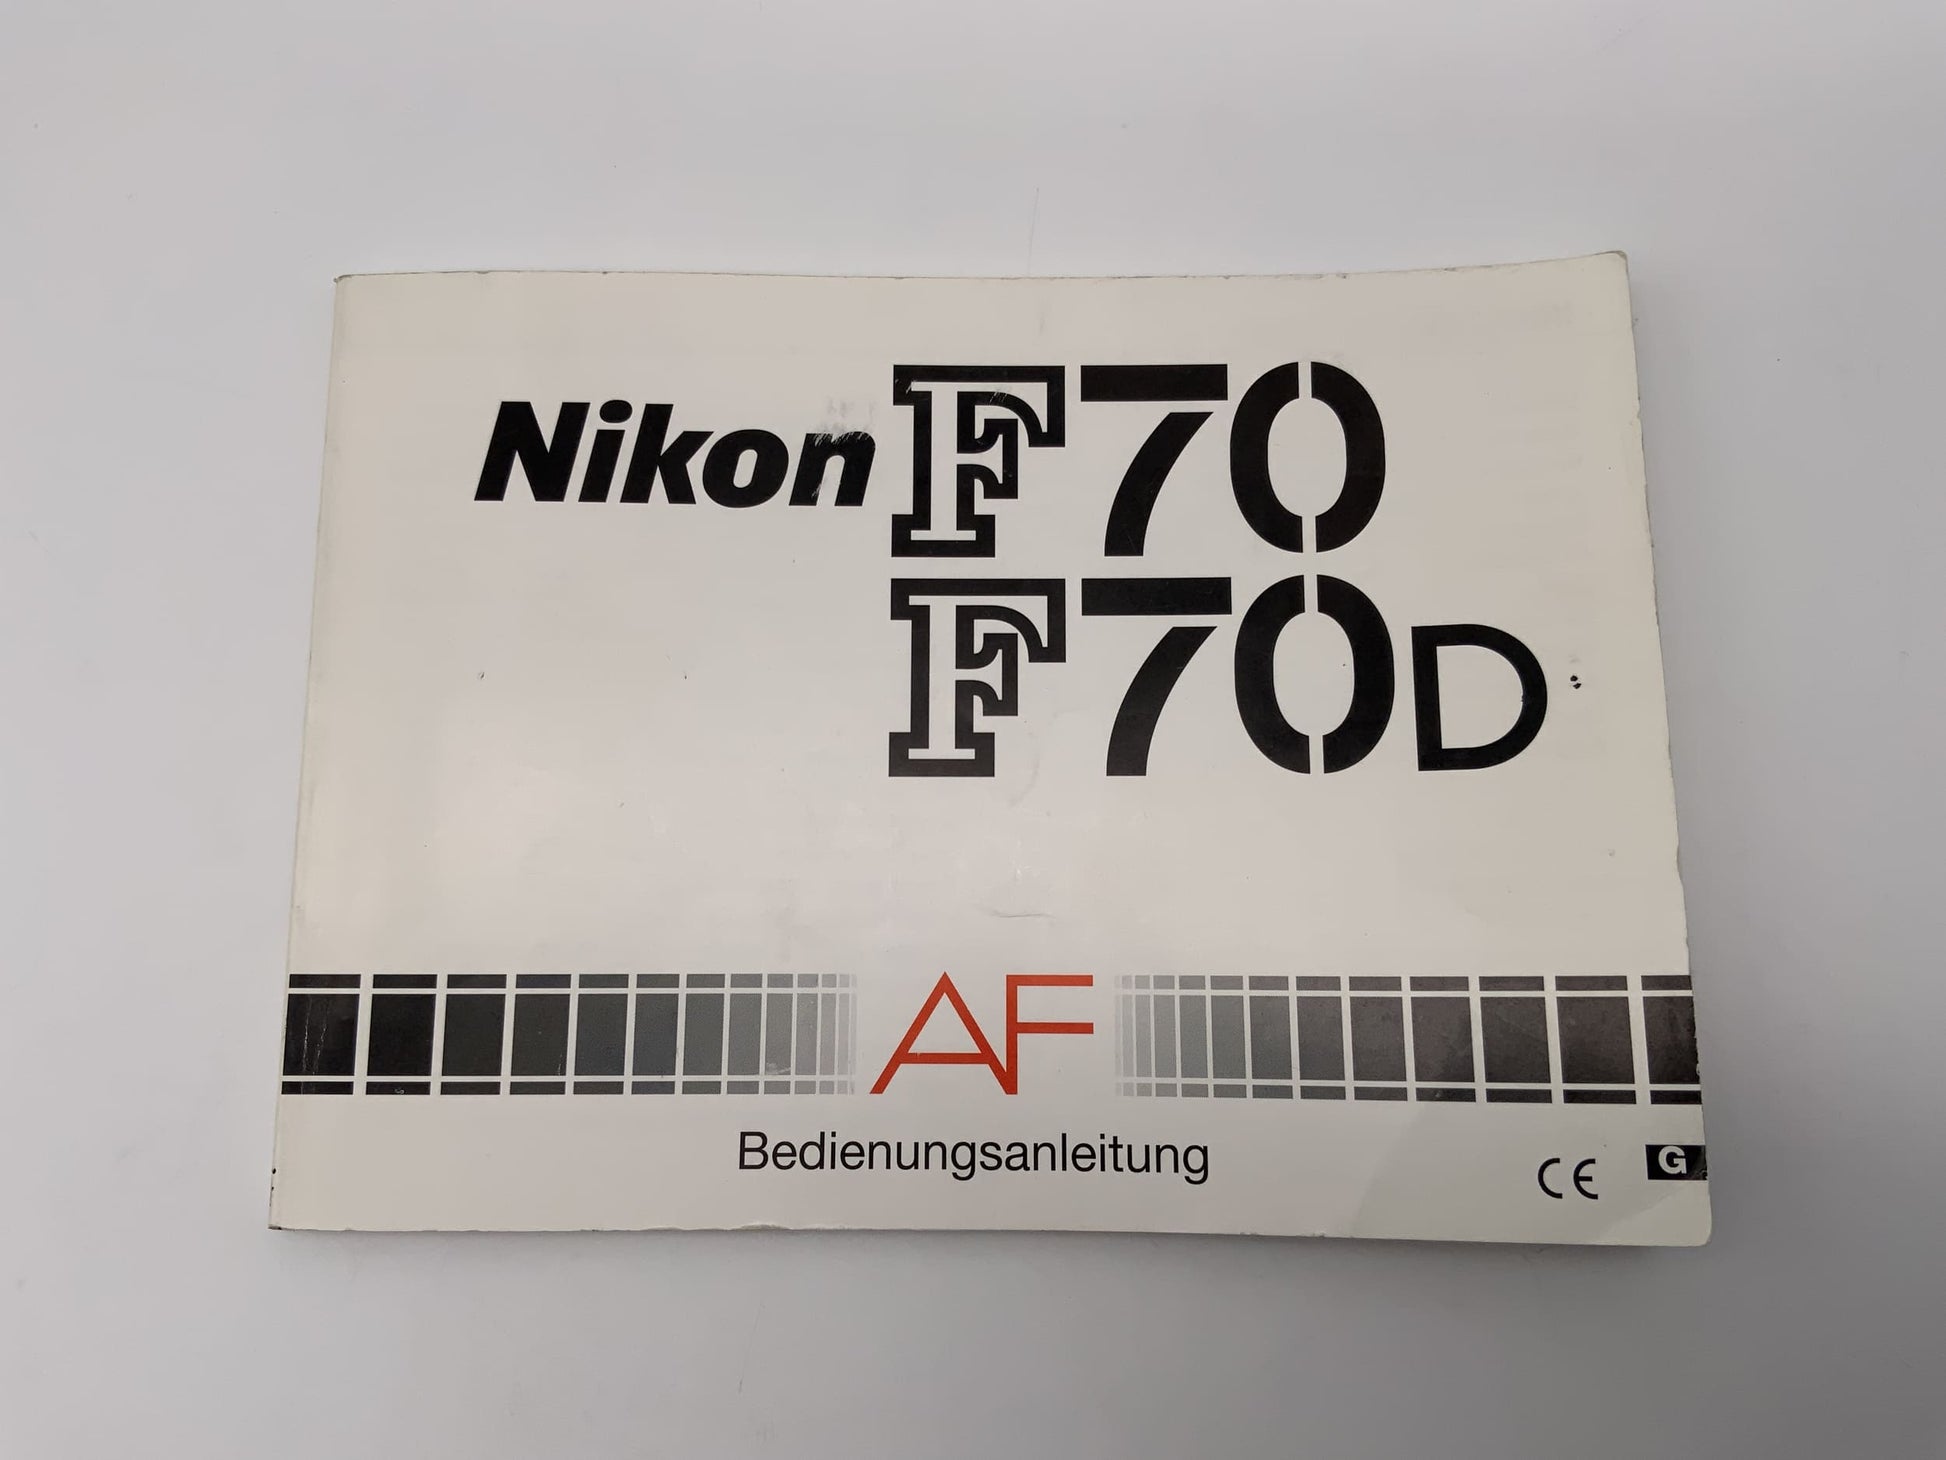 Nikon F70
F70D
AF
Bedienungsanleitung
CE G